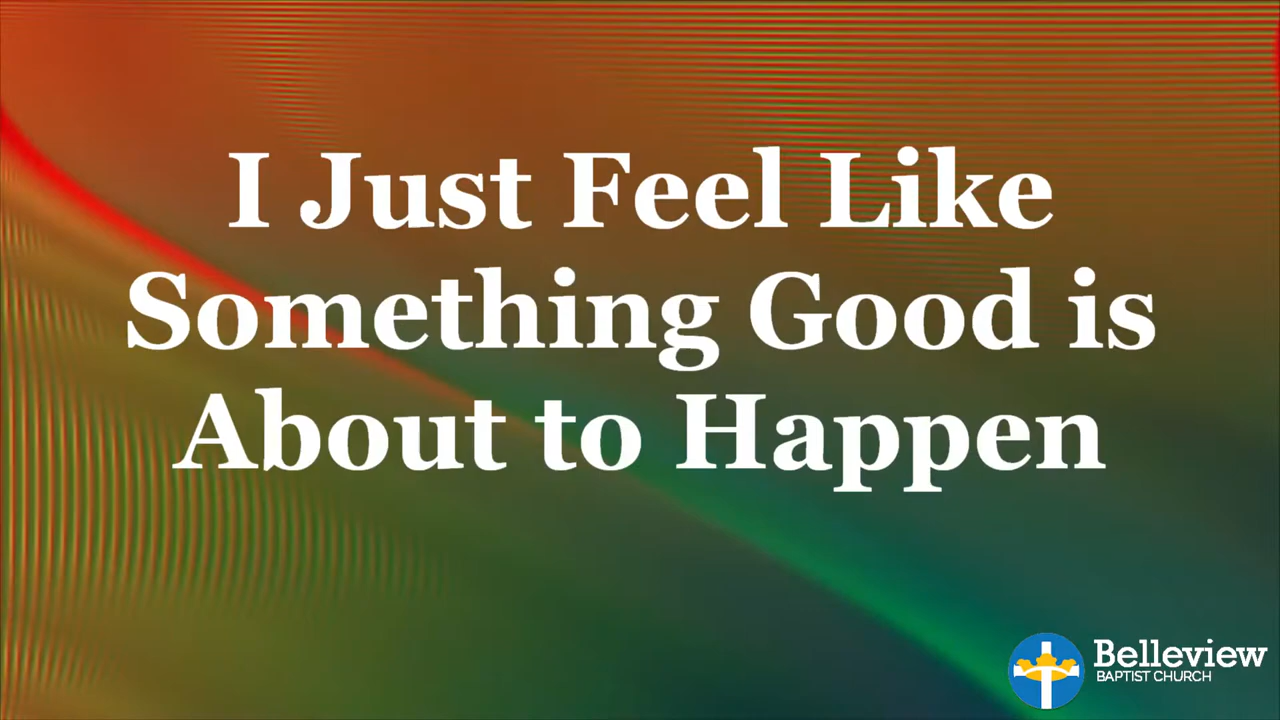 I Just Feel Like
Something Good is
About to Happen
Belleview
BAPTIST CHURCH